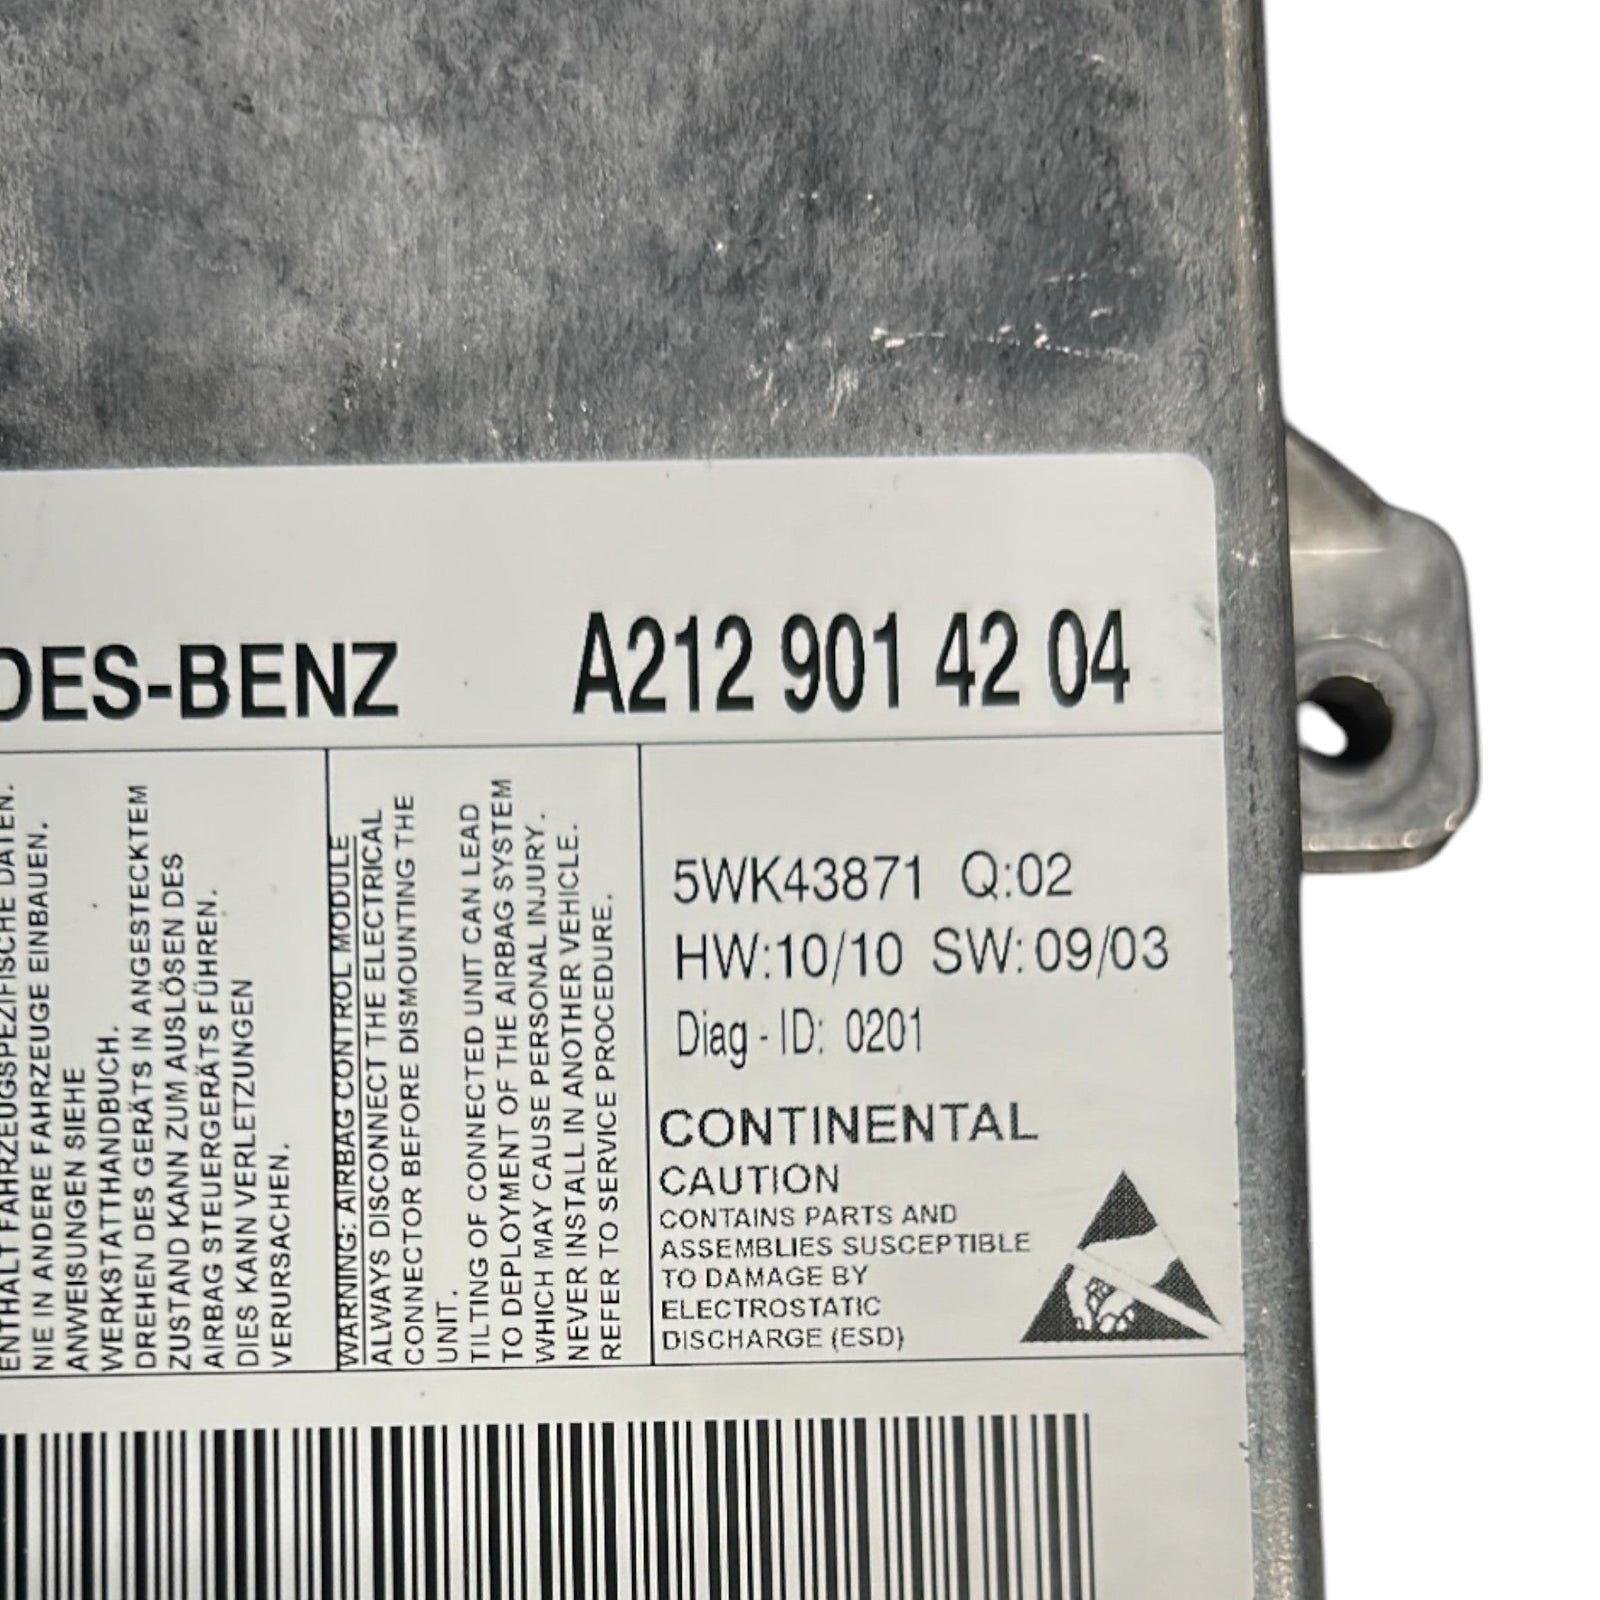 DES-BENZ A212 901 42 04
ENTHÄLT FAHRZEUGSPEZIFISCHE DATEN.
NIE IN ANDERE FAHRZEUGE EINBAUEN.
ANWEISUNGEN SIEHE
WERKSTATTHANDBUCH.
DREHEN DES GERÄTS IN ANGESTECKTEM
ZUSTAND KANN ZUM AUSLÖSEN DES
AIRBAG STEUERGERÄTS FÜHREN.
DIES KANN VERLETZUNGEN
VERURSACHEN.
WARNING: AIRBAG CONTROL MODULE
ALWAYS DISCONNECT THE ELECTRICAL
CONNECTOR BEFORE DISMOUNTING THE
UNIT.
TILTING OF CONNECTED UNIT CAN LEAD
TO DEPLOYMENT OF THE AIRBAG SYSTEM
WHICH MAY CAUSE PERSONAL INJURY.
NEVER INSTALL IN ANOTHER VEHICLE.
REFER TO SERVICE PROCEDURE.
5WK43871 Q:02
HW:10/10 SW:09/03
Diag - ID: 0201
CONTINENTAL
CAUTION
CONTAINS PARTS AND
ASSEMBLIES SUSCEPTIBLE
TO DAMAGE BY
ELECTROSTATIC
DISCHARGE (ESD)